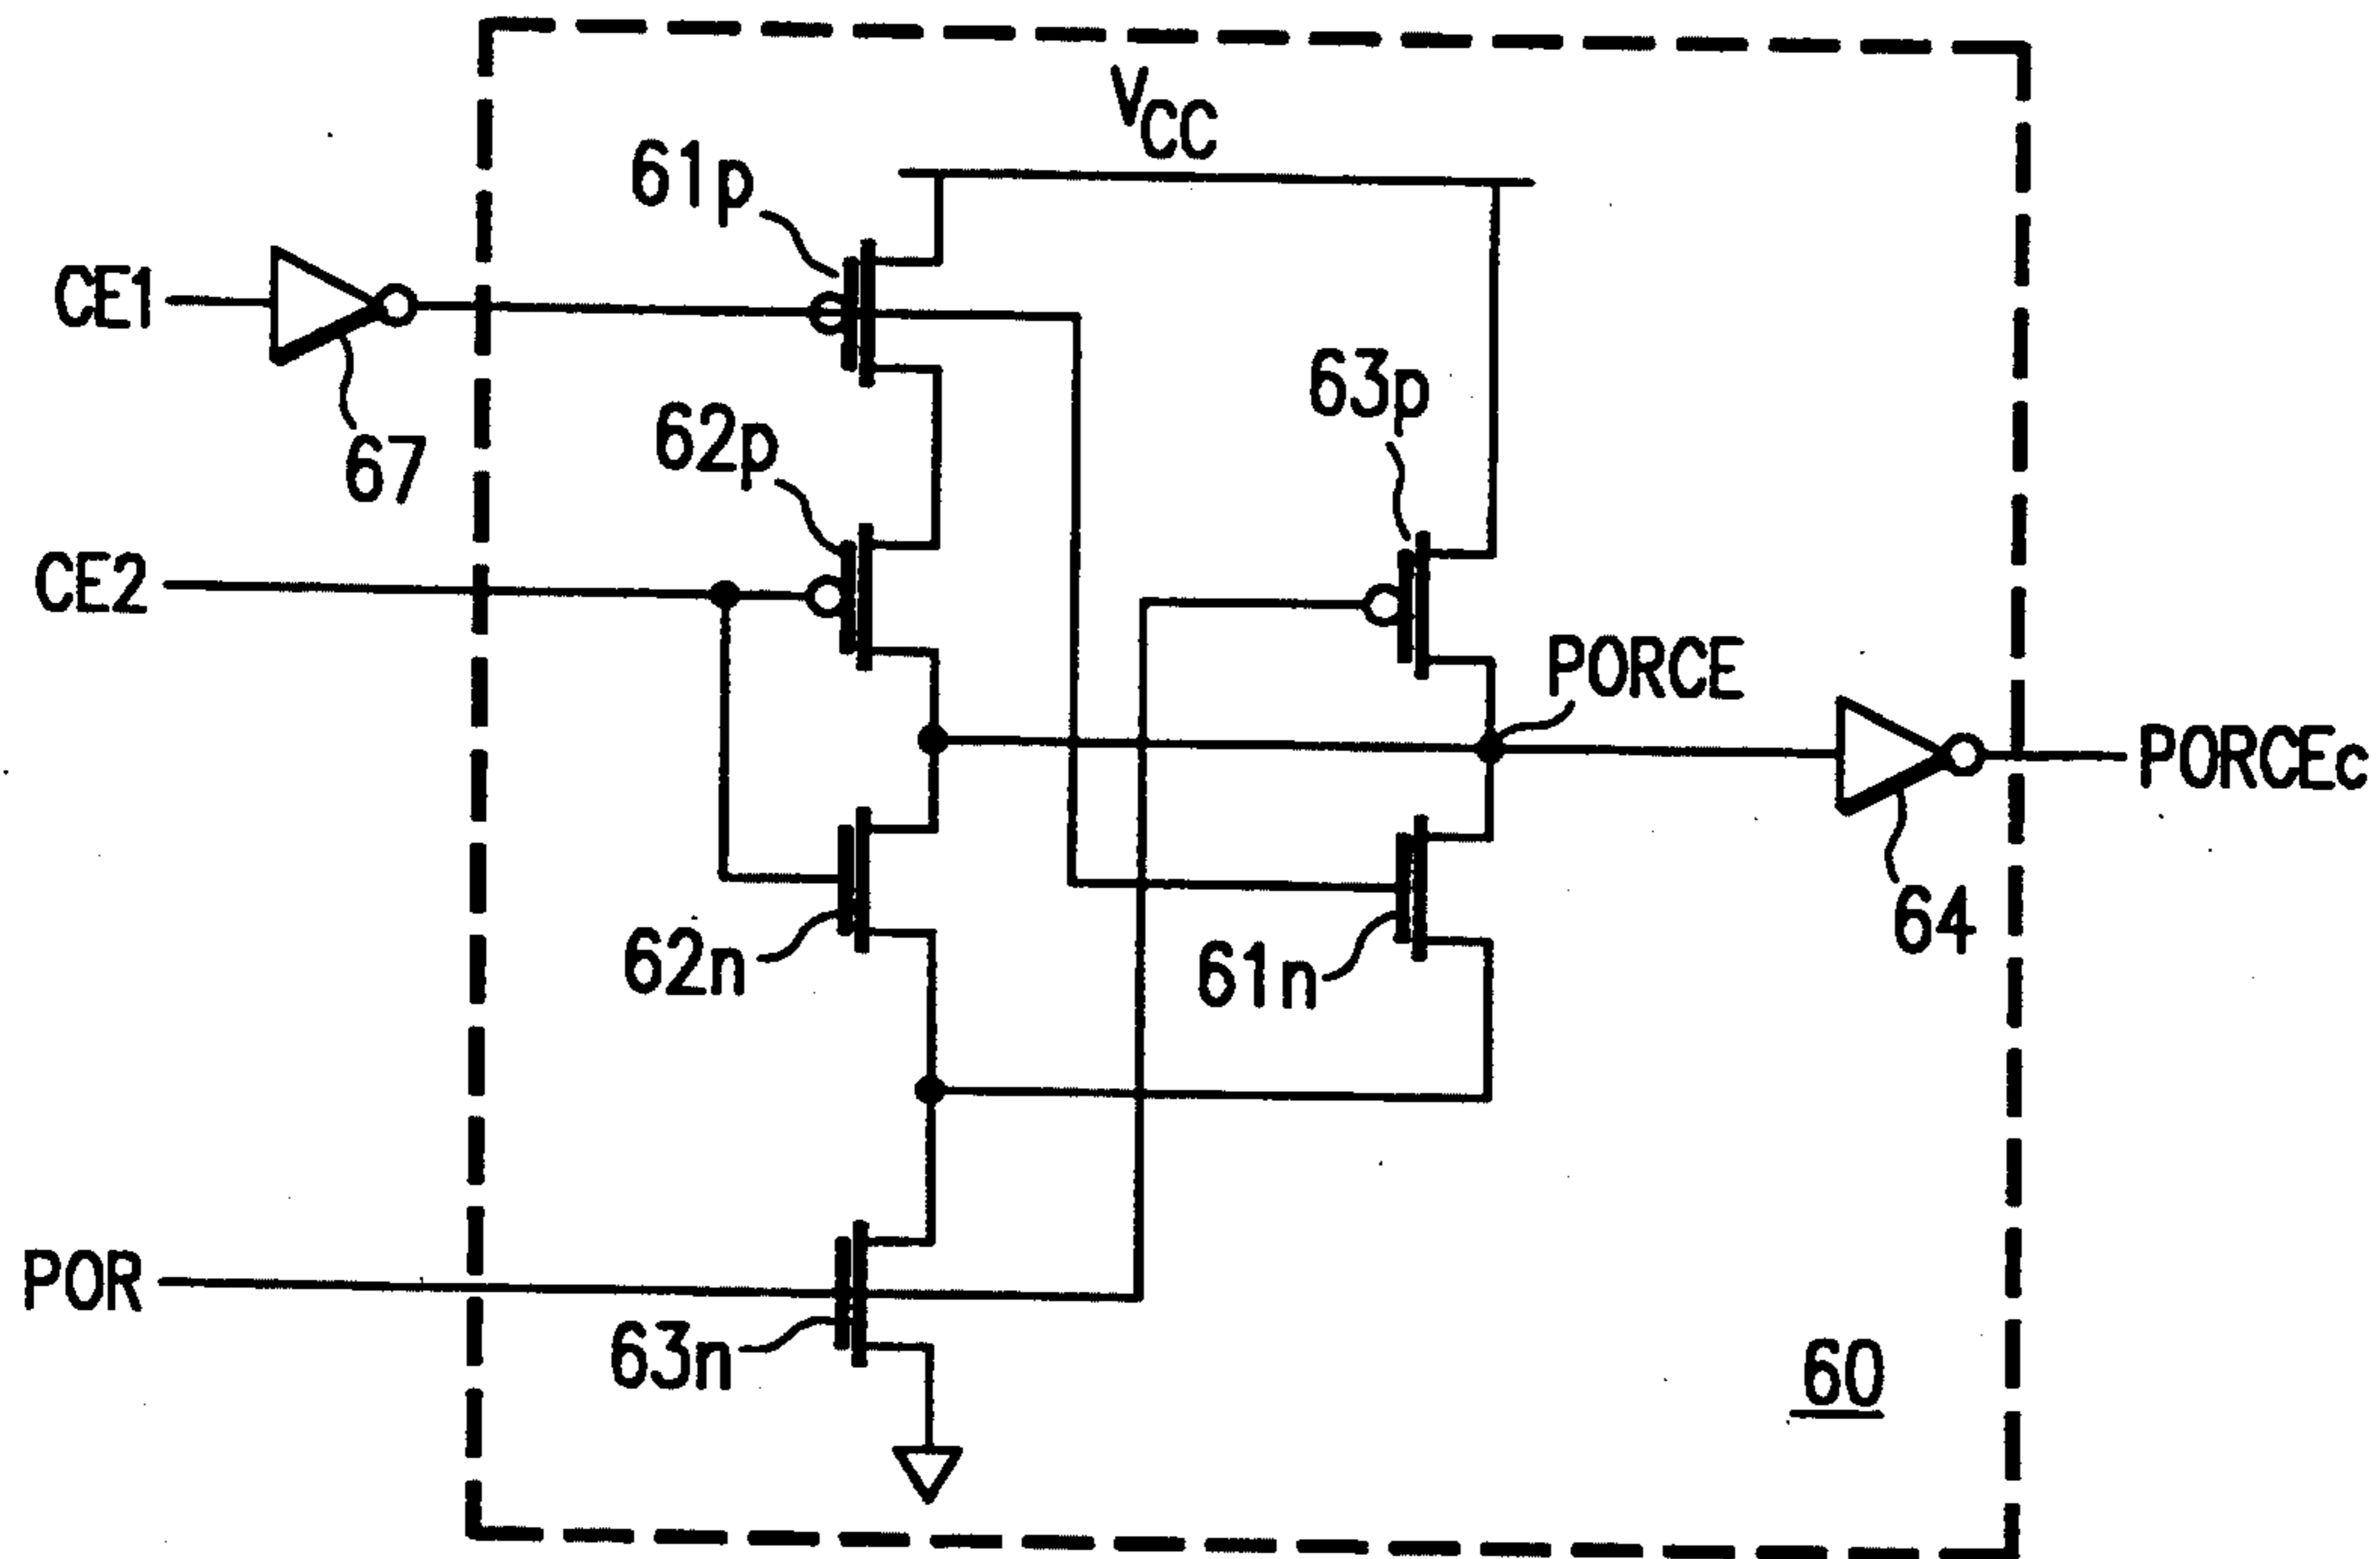 VCC
61p
CE1
63p
62p
67
CE2
PORCE
PORCEc
64
62n
61n
POR
63n
60